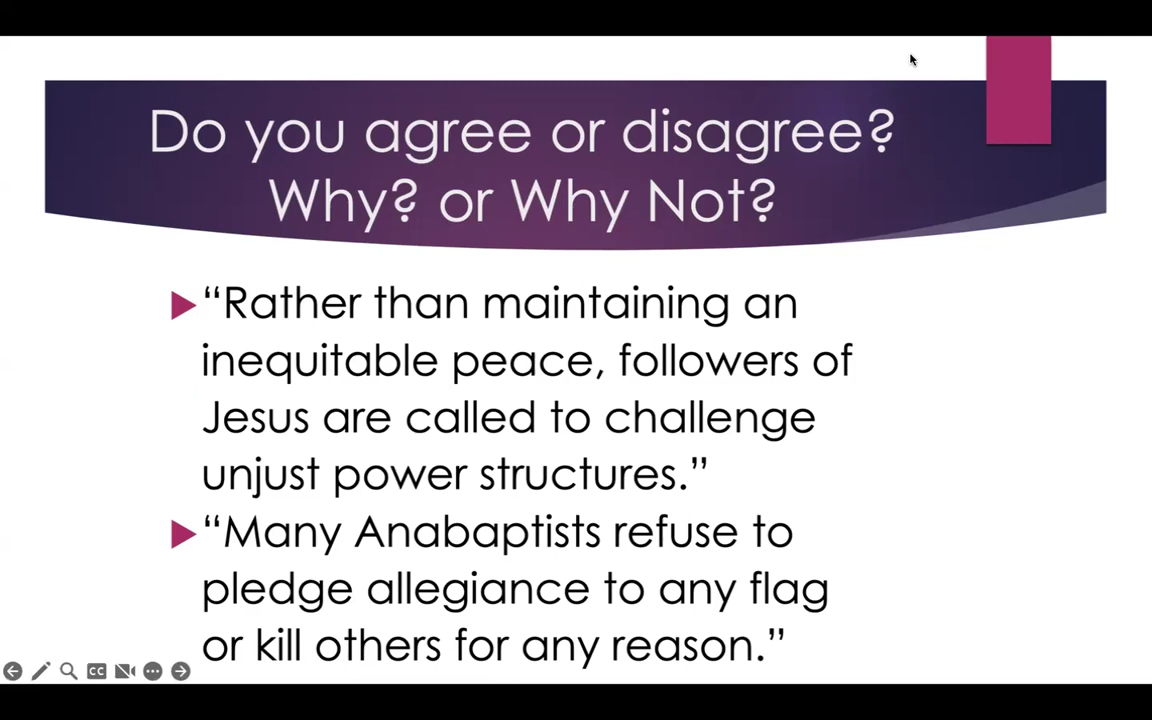 Do you agree or disagree?
Why? or Why Not?
“Rather than maintaining an
inequitable peace, followers of
Jesus are called to challenge
unjust power structures.”
“Many Anabaptists refuse to
pledge allegiance to any flag
or kill others for any reason.”
CC